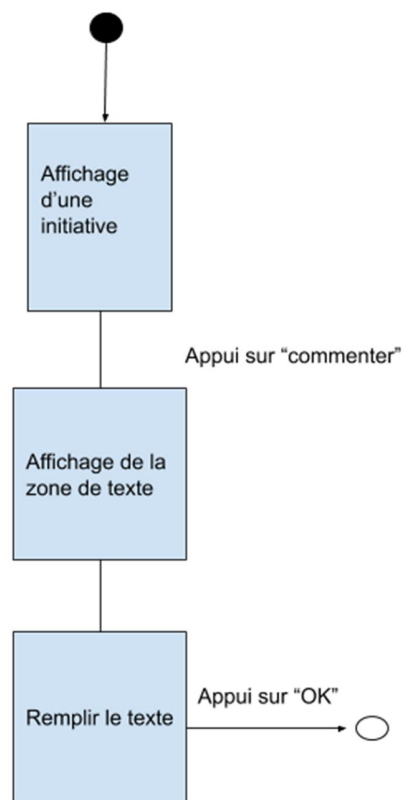 Affichage
d’une
initiative
Appui sur “commenter”
Affichage de la
zone de texte
Appui sur “OK”
Remplir le texte